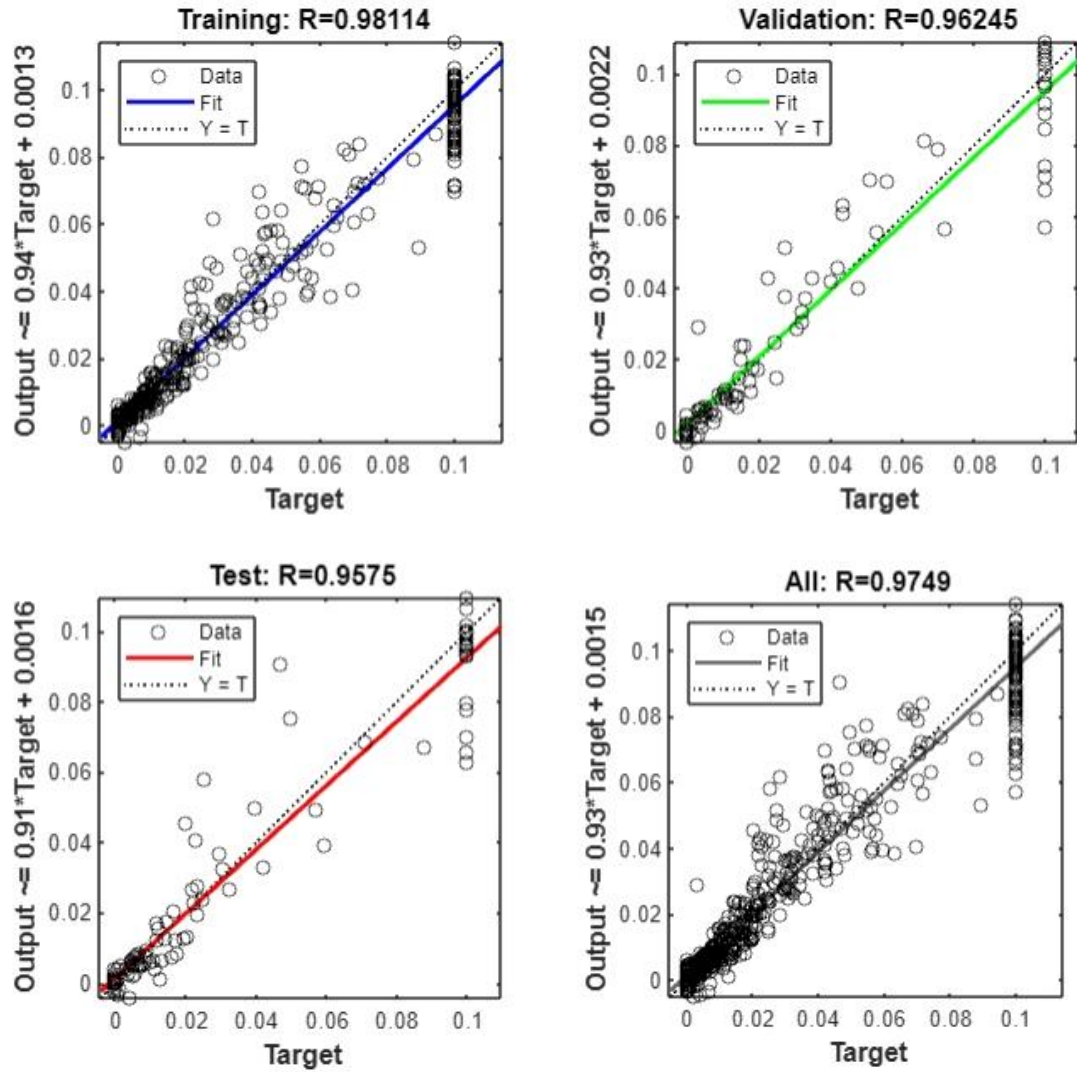 Training: R=0.98114
Output ~= 0.94*Target + 0.0013
Data
Fit
Y = T
0.1
0.08
0.06
0.04
0.02
0
0
0.02
0.04
0.06
0.08
0.1
Target
Validation: R=0.96245
Output ~= 0.93*Target + 0.0022
Data
Fit
Y = T
0.1
0.08
0.06
0.04
0.02
0
0
0.02
0.04
0.06
0.08
0.1
Target
Test: R=0.9575
Output ~= 0.91*Target + 0.0016
Data
Fit
Y = T
0.1
0.08
0.06
0.04
0.02
0
0
0.02
0.04
0.06
0.08
0.1
Target
All: R=0.9749
Output ~= 0.93*Target + 0.0015
Data
Fit
Y = T
0.1
0.08
0.06
0.04
0.02
0
0
0.02
0.04
0.06
0.08
0.1
Target